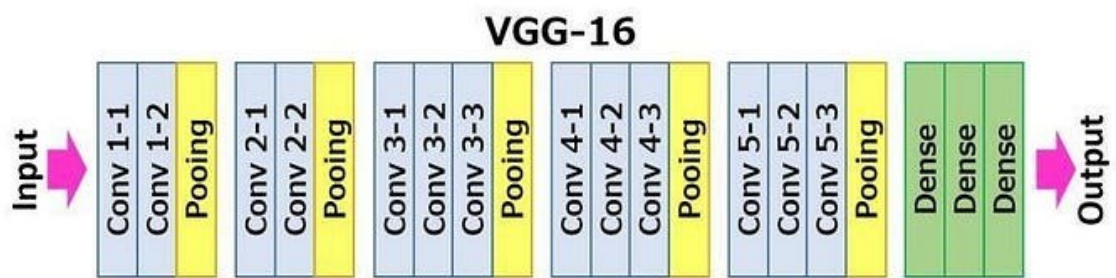 VGG-16
Input
Conv 1-1
Conv 1-2
Pooing
Conv 2-1
Conv 2-2
Pooing
Conv 3-1
Conv 3-2
Conv 3-3
Pooing
Conv 4-1
Conv 4-2
Conv 4-3
Pooing
Conv 5-1
Conv 5-2
Conv 5-3
Pooing
Dense
Dense
Dense
Output